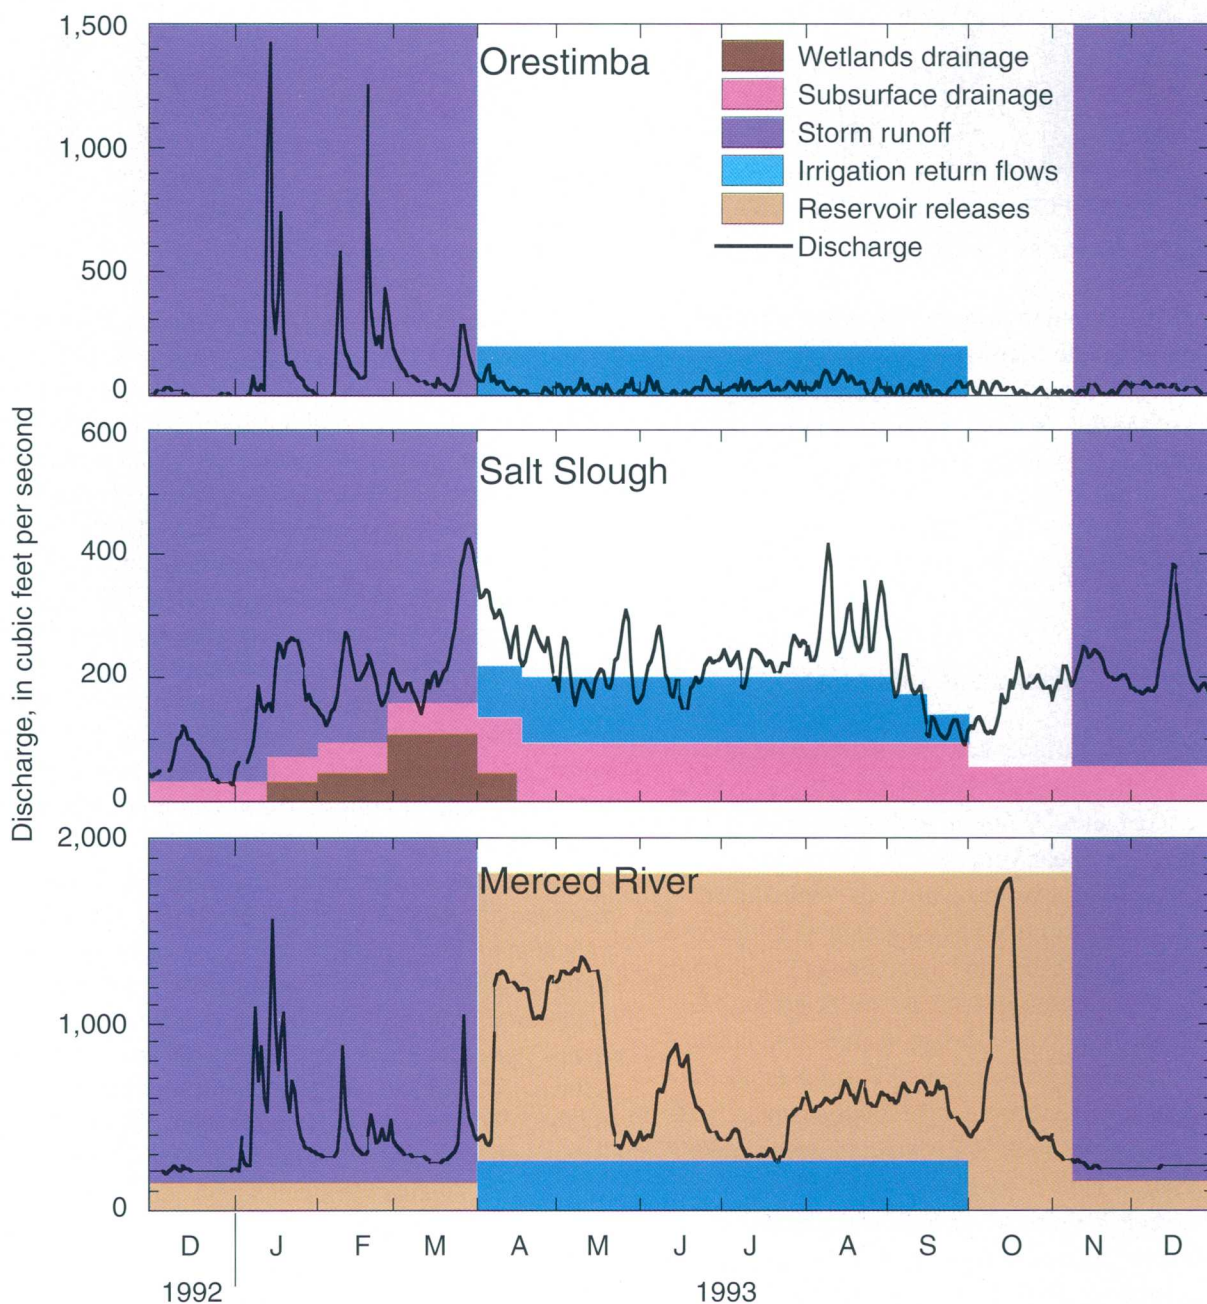 Discharge, in cubic feet per second
1,500
1,000
500
0
Orestimba
Wetlands drainage
Subsurface drainage
Storm runoff
Irrigation return flows
Reservoir releases
Discharge
600
400
200
0
Salt Slough
2,000
1,000
0
Merced River
D J F M A M J J A S O N D
1992 1993